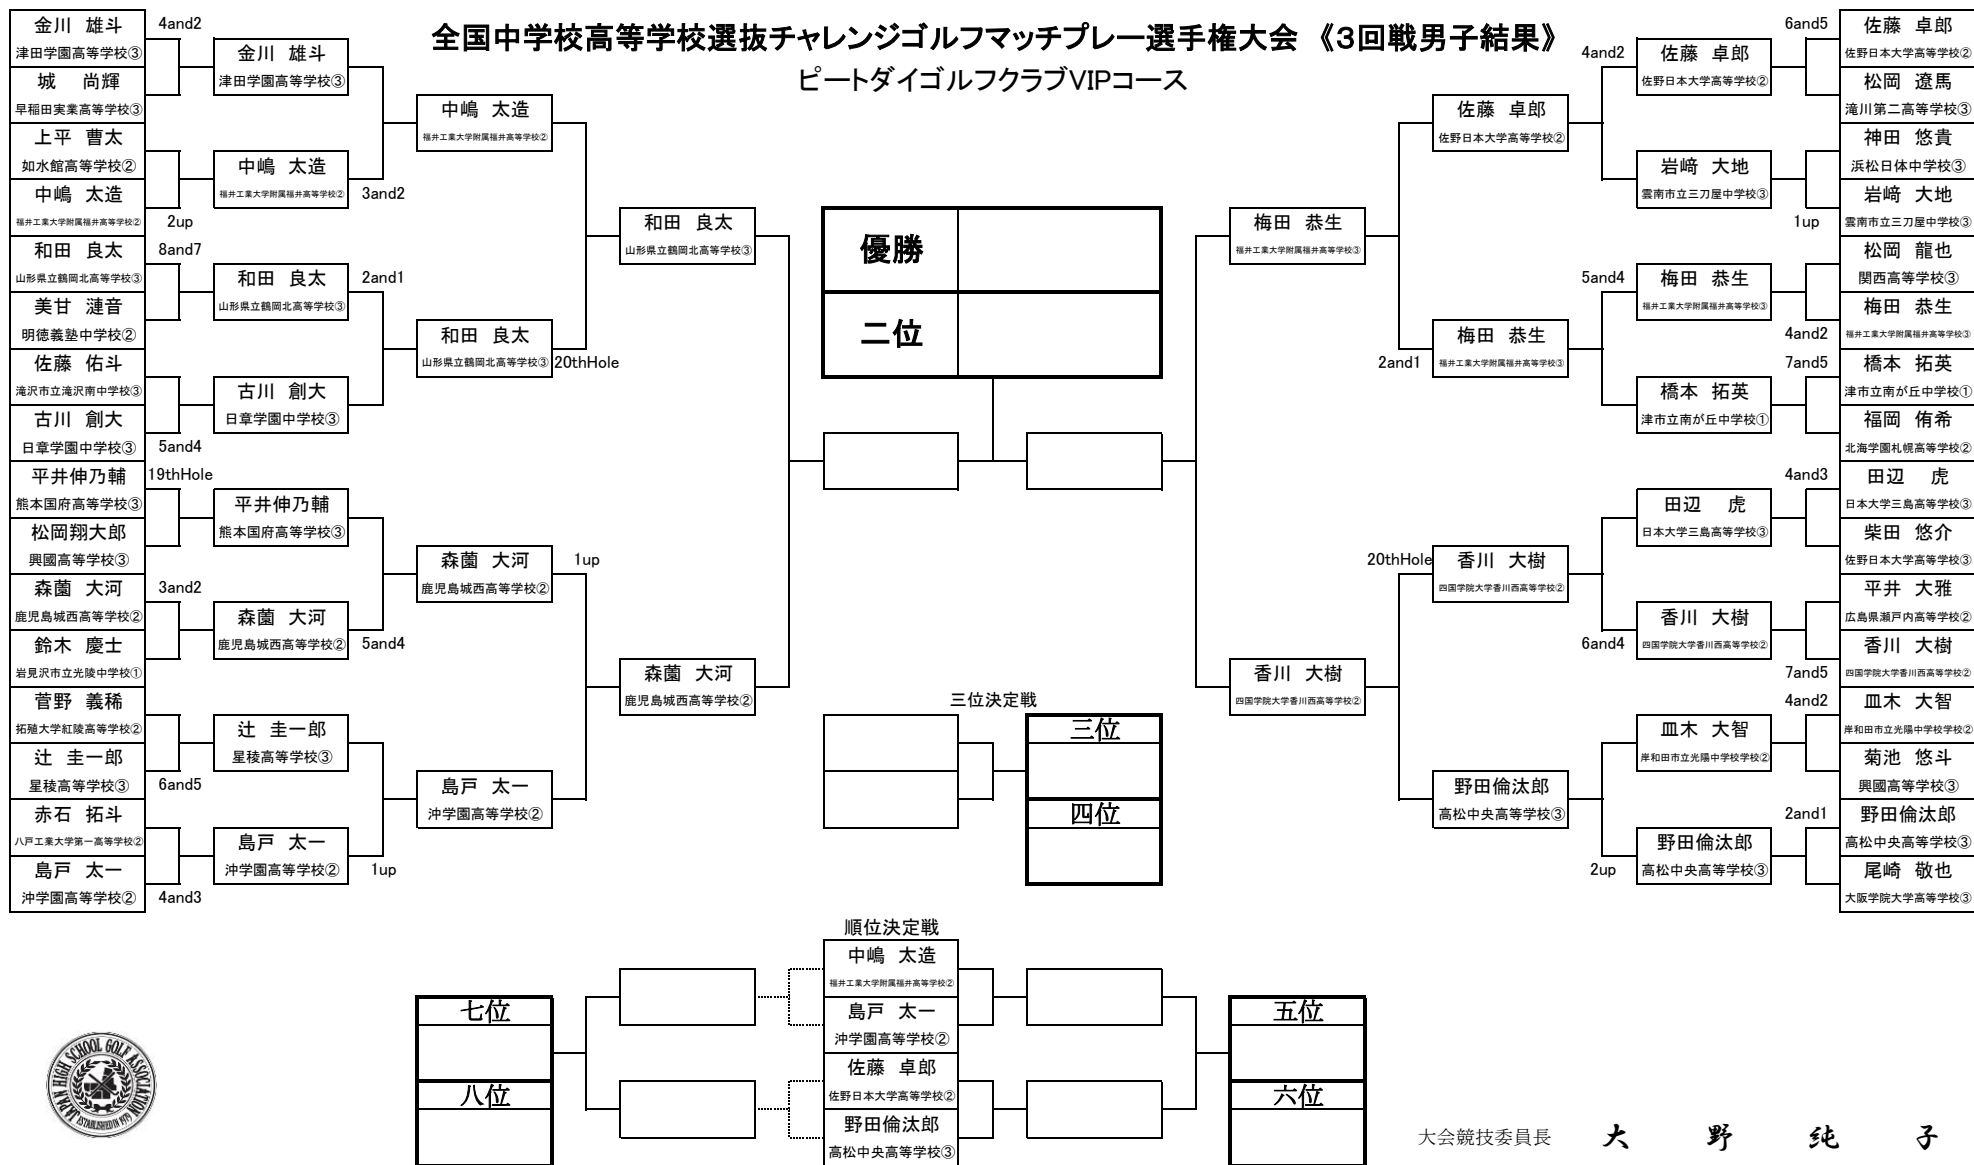 全国中学校高等学校選抜チャレンジゴルフマッチプレー選手権大会 《3回戦男子結果》
ピートダイゴルフクラブVIPコース
金川 雄斗
津田学園高等学校③
城 尚輝
早稲田実業高等学校③
上平 曹太
如水館高等学校②
中嶋 太造
福井工業大学附属福井高等学校②
和田 良太
山形県立鶴岡北高等学校③
美甘 漣音
明徳義塾中学校②
佐藤 佑斗
滝沢市立滝沢南中学校③
古川 創大
日章学園中学校③
平井伸乃輔
熊本国府高等学校③
松岡翔大郎
興國高等学校③
森薗 大河
鹿児島城西高等学校②
鈴木 慶士
岩見沢市立光陵中学校①
菅野 義稀
拓殖大学紅陵高等学校②
辻 圭一郎
星稜高等学校③
赤石 拓斗
八戸工業大学第一高等学校②
島戸 太一
沖学園高等学校②
4and2
2up
8and7
5and4
19thHole
3and2
6and5
4and3
金川 雄斗
津田学園高等学校③
中嶋 太造
福井工業大学附属福井高等学校②
和田 良太
山形県立鶴岡北高等学校③
古川 創大
日章学園中学校③
平井伸乃輔
熊本国府高等学校③
森薗 大河
鹿児島城西高等学校②
辻 圭一郎
星稜高等学校③
島戸 太一
沖学園高等学校②
3and2
2and1
5and4
1up
中嶋 太造
福井工業大学附属福井高等学校②
和田 良太
山形県立鶴岡北高等学校③
森薗 大河
鹿児島城西高等学校②
島戸 太一
沖学園高等学校②
20thHole
1up
和田 良太
山形県立鶴岡北高等学校③
森薗 大河
鹿児島城西高等学校②
優勝
二位
三位決定戦
三位
四位
梅田 恭生
福井工業大学附属福井高等学校③
香川 大樹
四国学院大学香川西高等学校②
2and1
20thHole
佐藤 卓郎
佐野日本大学高等学校②
梅田 恭生
福井工業大学附属福井高等学校③
香川 大樹
四国学院大学香川西高等学校②
野田倫汰郎
高松中央高等学校③
4and2
5and4
6and4
2up
佐藤 卓郎
佐野日本大学高等学校②
岩﨑 大地
雲南市立三刀屋中学校③
梅田 恭生
福井工業大学附属福井高等学校③
橋本 拓英
津市立南が丘中学校①
田辺 虎
日本大学三島高等学校③
香川 大樹
四国学院大学香川西高等学校②
皿木 大智
岸和田市立光陽中学校学校②
野田倫汰郎
高松中央高等学校③
6and5
1up
4and2
7and5
4and3
7and5
4and2
2and1
佐藤 卓郎
佐野日本大学高等学校②
松岡 遼馬
滝川第二高等学校③
神田 悠貴
浜松日体中学校③
岩﨑 大地
雲南市立三刀屋中学校③
松岡 龍也
関西高等学校③
梅田 恭生
福井工業大学附属福井高等学校③
橋本 拓英
津市立南が丘中学校①
福岡 侑希
北海学園札幌高等学校②
田辺 虎
日本大学三島高等学校③
柴田 悠介
佐野日本大学高等学校③
平井 大雅
広島県瀬戸内高等学校②
香川 大樹
四国学院大学香川西高等学校②
皿木 大智
岸和田市立光陽中学校学校②
菊池 悠斗
興國高等学校③
野田倫汰郎
高松中央高等学校③
尾崎 敬也
大阪学院大学高等学校③
順位決定戦
中嶋 太造
福井工業大学附属福井高等学校②
島戸 太一
沖学園高等学校②
佐藤 卓郎
佐野日本大学高等学校②
野田倫汰郎
高松中央高等学校③
七位
八位
五位
六位
JAPAN HIGH SCHOOL GOLF ASSOCIATION
ESTABLISHED IN 1979
大会競技委員長 大 野 純 子